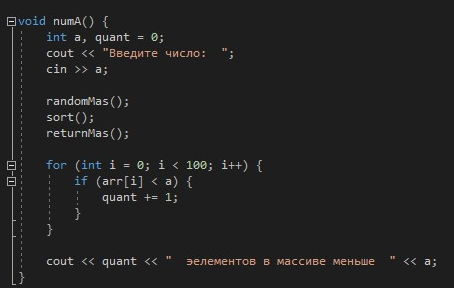 void numA() {
int a, quant = 0;
cout << "Введите число:  ";
cin >> a;
randomMas();
sort();
returnMas();
for (int i = 0; i < 100; i++) {
if (arr[i] < a) {
quant += 1;
}
}
cout << quant << "  эелементов в массиве меньше  " << a;
}